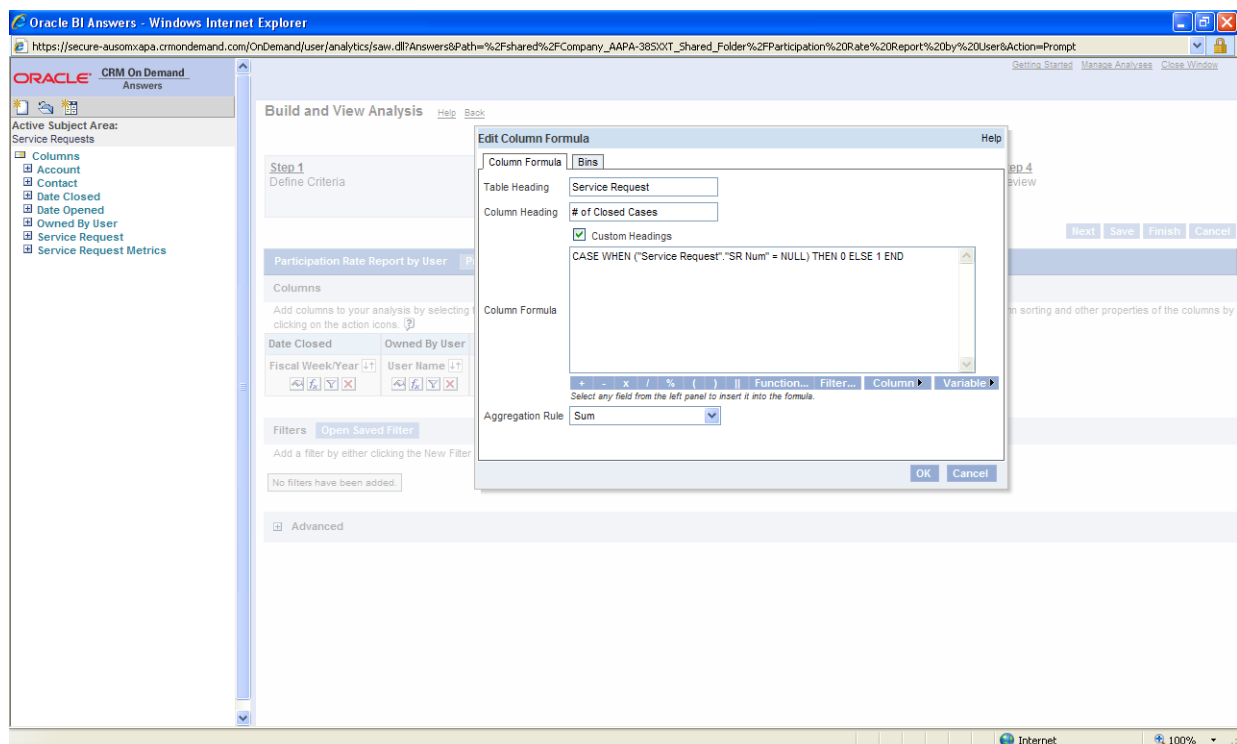 Oracle BI Answers - Windows Internet Explorer
https://secure-ausomxapa.crmondemand.com/OnDemand/user/analytics/saw.dll?Answers&Path=%2Fshared%2FCompany_AAPA-38SXXT_Shared_Folder%2FParticipation%20Rate%20Report%20by%20User&Action=Prompt
ORACLE CRM On Demand
Answers
Getting Started Manage Analyses Close Window
Active Subject Area:
Service Requests
Columns
Account
Contact
Date Closed
Date Opened
Owned By User
Service Request
Service Request Metrics
Build and View Analysis Help Back
Step 1
Define Criteria
ep 4
eview
Next Save Finish Cancel
Participation Rate Report by User
Columns
Add columns to your analysis by selecting
clicking on the action icons.
n sorting and other properties of the columns by
Date Closed Owned By User
Fiscal Week/Year User Name
Filters Open Saved Filter
Add a filter by either clicking the New Filter
No filters have been added.
Advanced
Edit Column Formula Help
Column Formula Bins
Table Heading Service Request
Column Heading # of Closed Cases
Custom Headings
Column Formula
CASE WHEN ("Service Request"."SR Num" = NULL) THEN 0 ELSE 1 END
+ - x / % ( ) || Function... Filter... Column Variable
Select any field from the left panel to insert it into the formula.
Aggregation Rule Sum
OK Cancel
Internet 100%